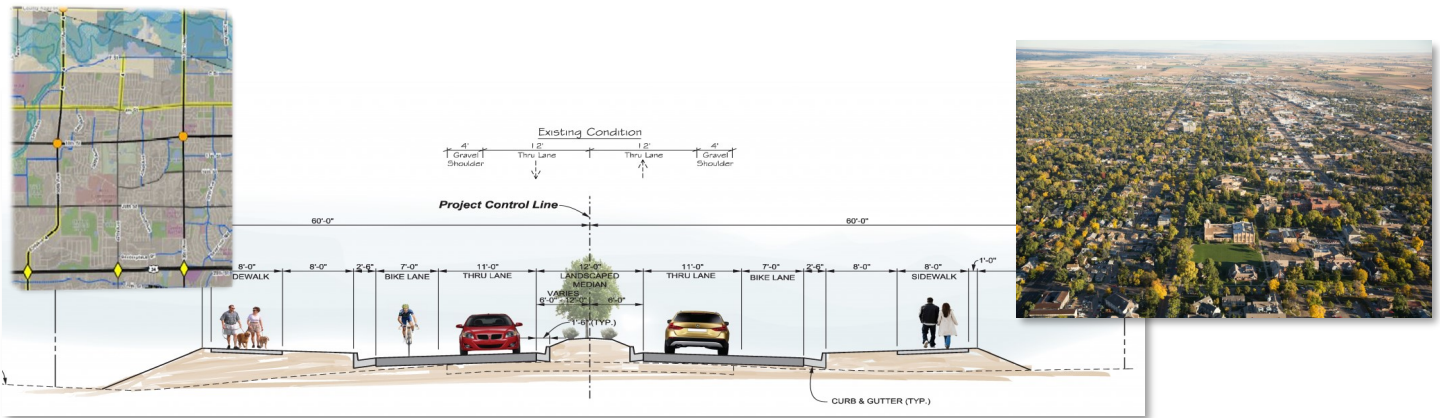 Existing Condition
4' 12' 12' 4'
Gravel Shoulder Thru Lane Thru Lane Gravel Shoulder
Project Control Line
60'-0" 60'-0"
8'-0" 8'-0" 2'-6" 7'-0" 11'-0" 12'-0" 11'-0" 7'-0" 2'-6" 8'-0" 8'-0" 1'-0"
DEWALK BIKE LANE THRU LANE LANDSCAPED MEDIAN THRU LANE BIKE LANE SIDEWALK
VARIES
6'-0" - 12'-0" 6'-0"
1'-6" (TYP.)
CURB & GUTTER (TYP.)